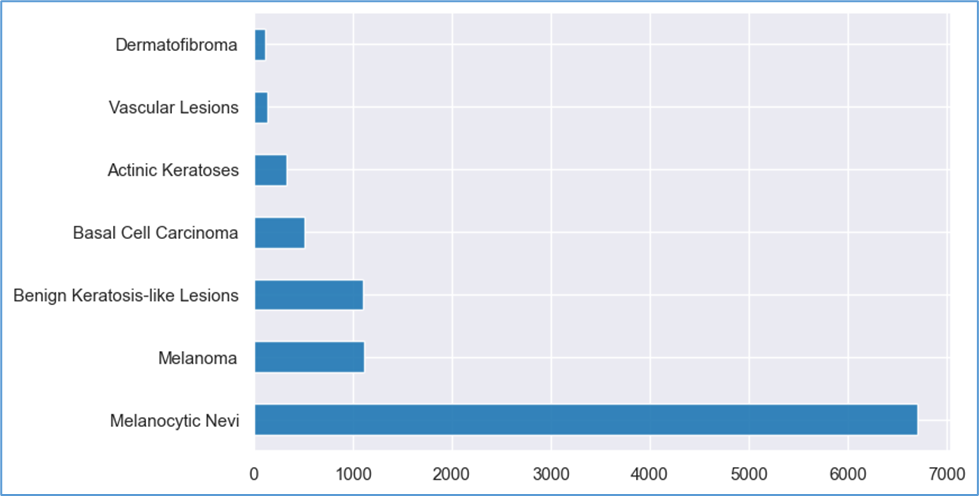 Dermatofibroma
Vascular Lesions
Actinic Keratoses
Basal Cell Carcinoma
Benign Keratosis-like Lesions
Melanoma
Melanocytic Nevi
0 1000 2000 3000 4000 5000 6000 7000